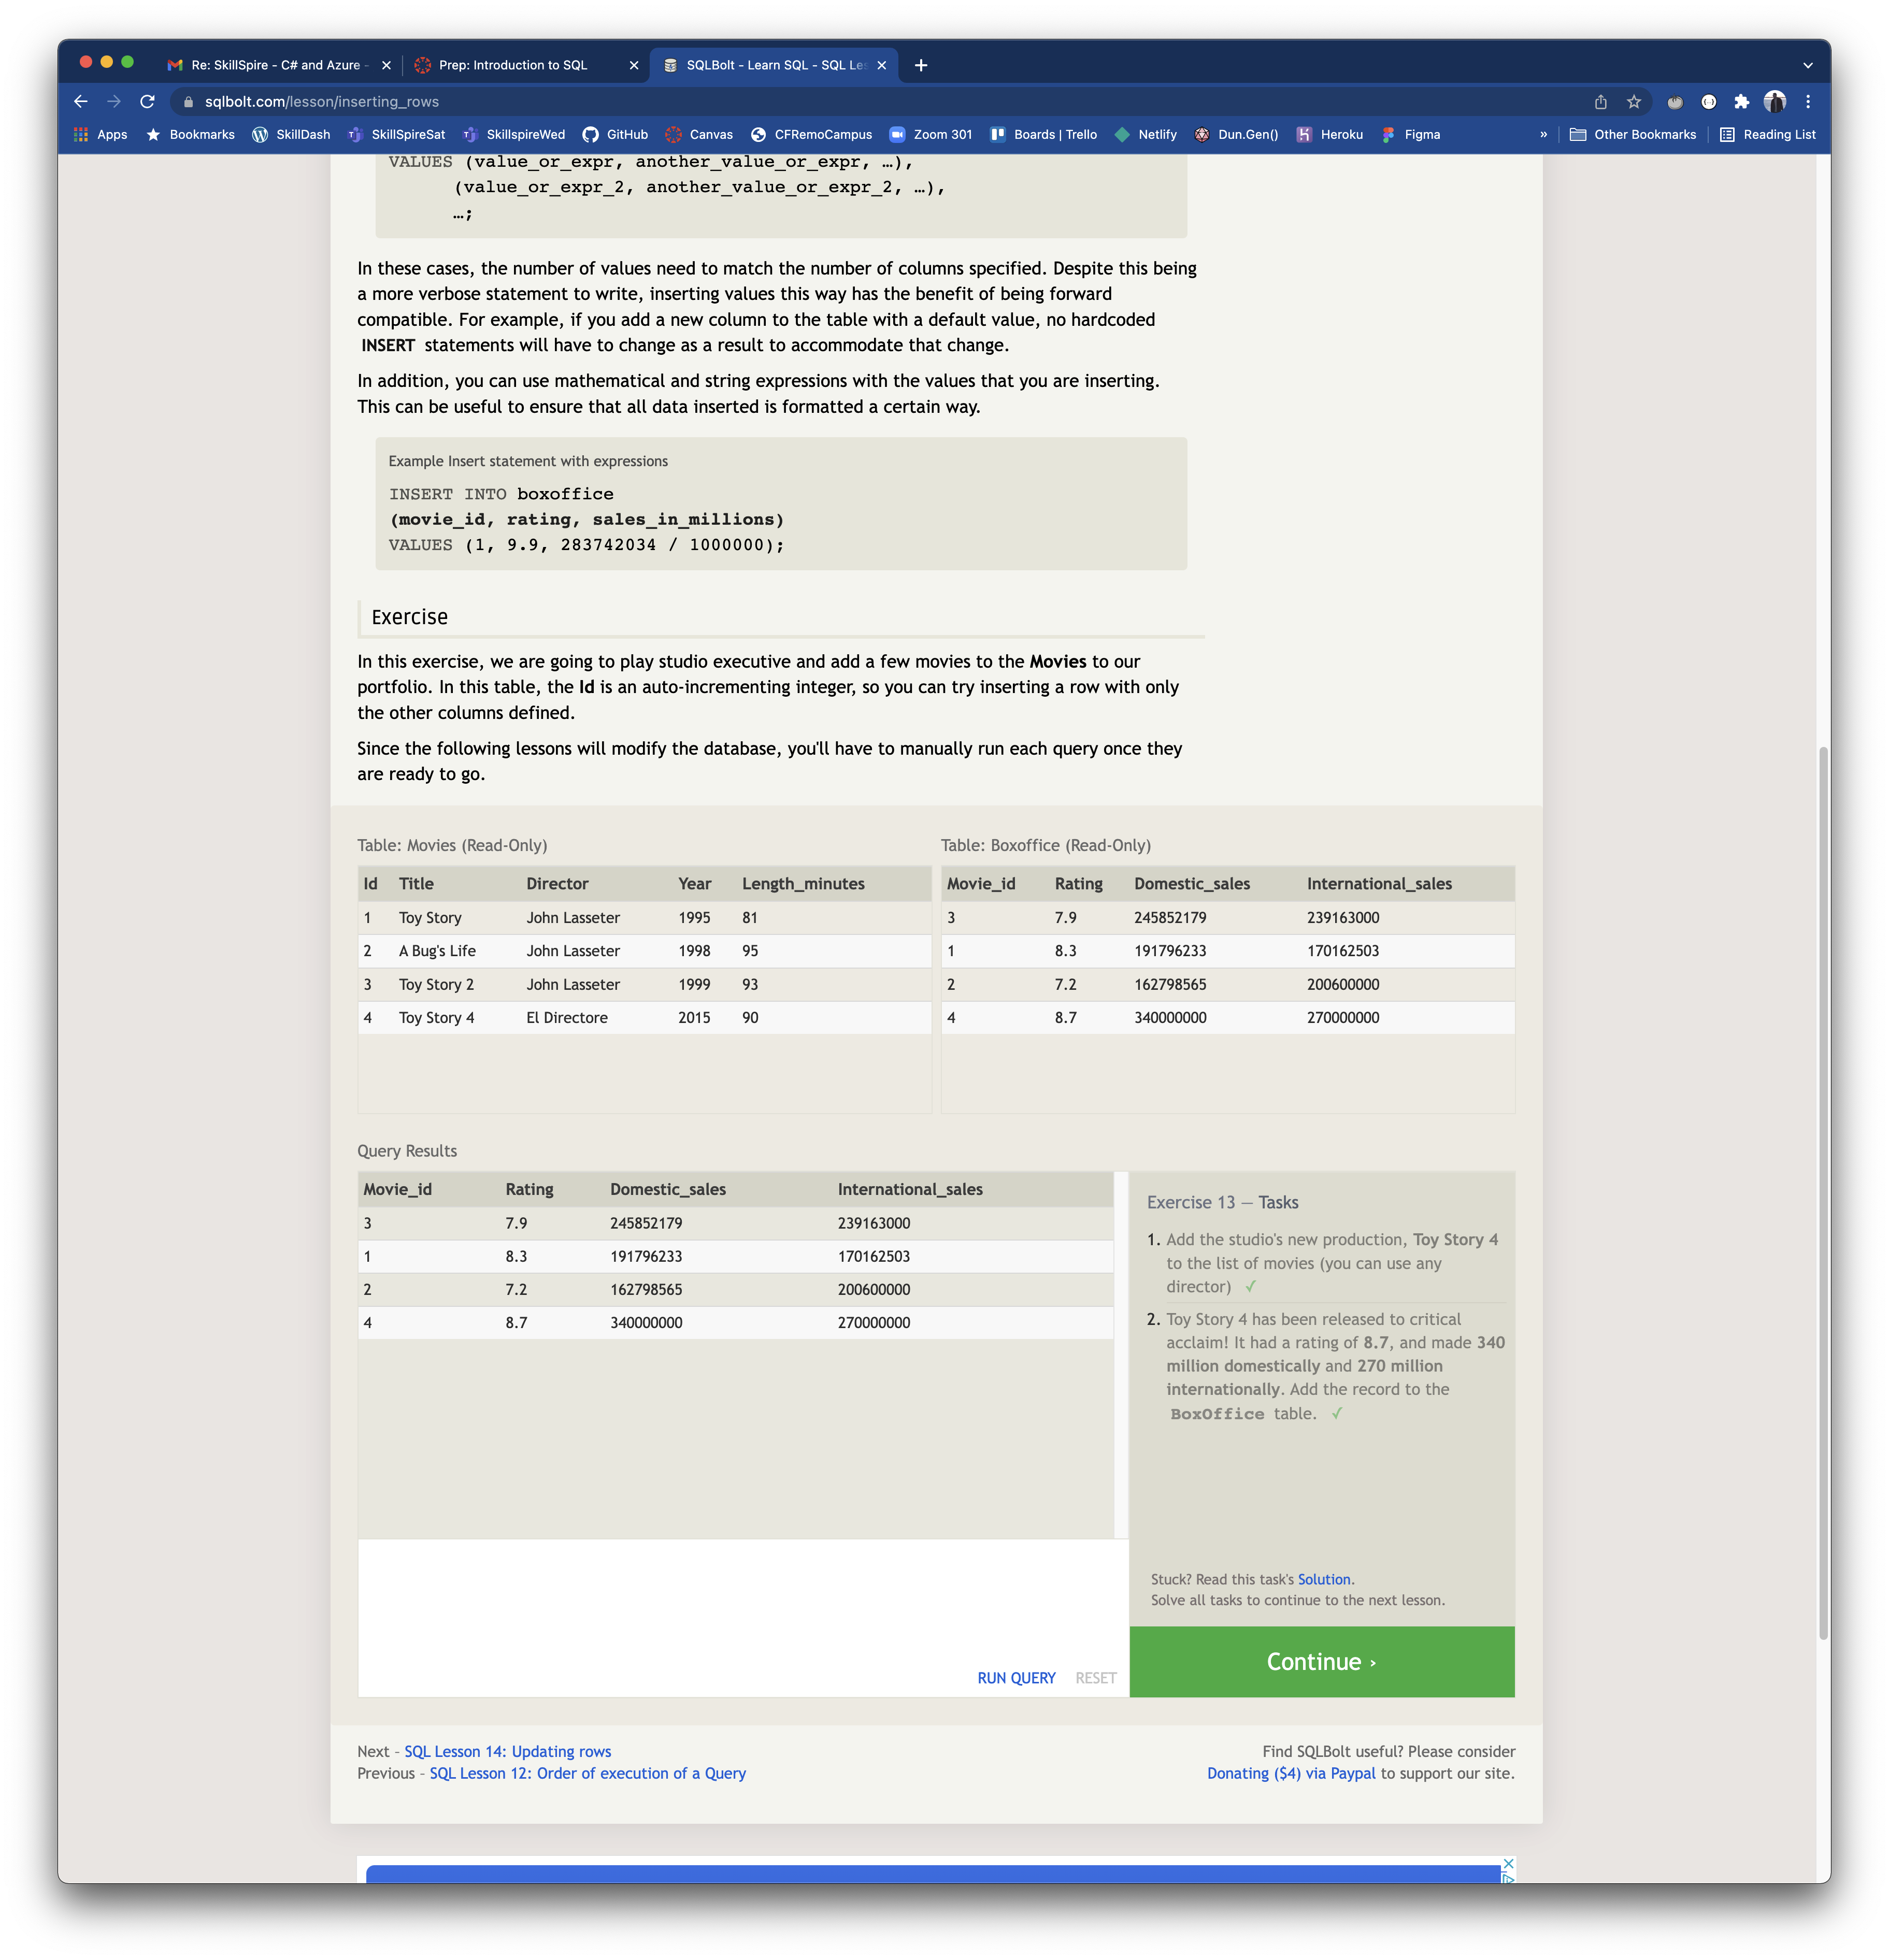 Re: SkillSpire - C# and Azure -
Prep: Introduction to SQL
SQLBolt - Learn SQL - SQL Les
sqlbolt.com/lesson/inserting_rows
Apps Bookmarks SkillDash SkillSpireSat SkillspireWed GitHub Canvas CFRemoCampus Zoom 301 Boards | Trello Netlify Dun.Gen() Heroku Figma » Other Bookmarks Reading List
VALUES (value_or_expr, another_value_or_expr, …),
(value_or_expr_2, another_value_or_expr_2, …),
…;
In these cases, the number of values need to match the number of columns specified. Despite this being
a more verbose statement to write, inserting values this way has the benefit of being forward
compatible. For example, if you add a new column to the table with a default value, no hardcoded
INSERT statements will have to change as a result to accommodate that change.
In addition, you can use mathematical and string expressions with the values that you are inserting.
This can be useful to ensure that all data inserted is formatted a certain way.
Example Insert statement with expressions
INSERT INTO boxoffice
(movie_id, rating, sales_in_millions)
VALUES (1, 9.9, 283742034 / 1000000);
Exercise
In this exercise, we are going to play studio executive and add a few movies to the Movies to our
portfolio. In this table, the Id is an auto-incrementing integer, so you can try inserting a row with only
the other columns defined.
Since the following lessons will modify the database, you'll have to manually run each query once they
are ready to go.
Table: Movies (Read-Only)
Id Title Director Year Length_minutes
1 Toy Story John Lasseter 1995 81
2 A Bug's Life John Lasseter 1998 95
3 Toy Story 2 John Lasseter 1999 93
4 Toy Story 4 El Directore 2015 90
Table: Boxoffice (Read-Only)
Movie_id Rating Domestic_sales International_sales
3 7.9 245852179 239163000
1 8.3 191796233 170162503
2 7.2 162798565 200600000
4 8.7 340000000 270000000
Query Results
Movie_id Rating Domestic_sales International_sales
3 7.9 245852179 239163000
1 8.3 191796233 170162503
2 7.2 162798565 200600000
4 8.7 340000000 270000000
RUN QUERY RESET
Exercise 13 — Tasks
1. Add the studio's new production, Toy Story 4
to the list of movies (you can use any
director) ✓
2. Toy Story 4 has been released to critical
acclaim! It had a rating of 8.7, and made 340
million domestically and 270 million
internationally. Add the record to the
BoxOffice table. ✓
Stuck? Read this task's Solution.
Solve all tasks to continue to the next lesson.
Continue ›
Next – SQL Lesson 14: Updating rows
Previous – SQL Lesson 12: Order of execution of a Query
Find SQLBolt useful? Please consider
Donating ($4) via Paypal to support our site.